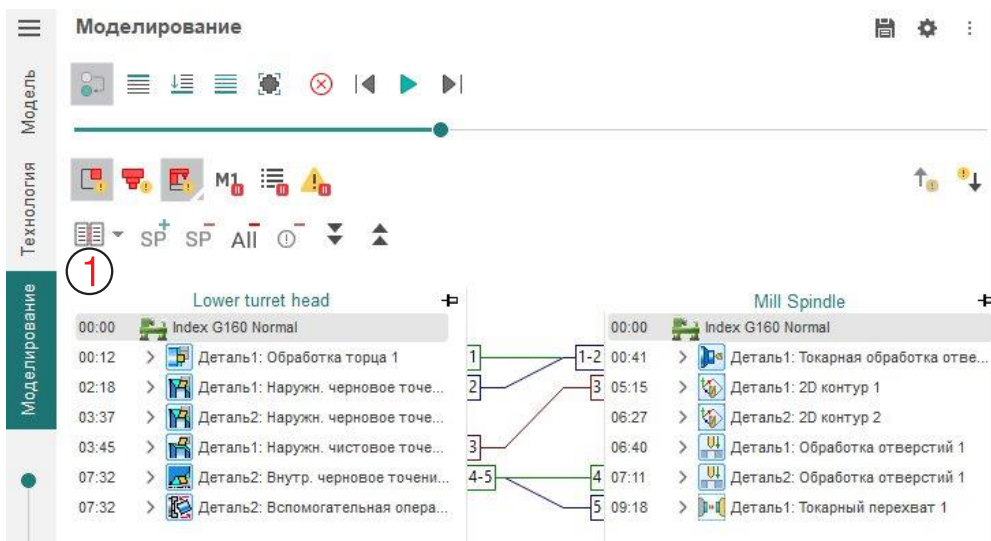 Моделирование
Модель
Технология
Моделирование
M1
SP SP All
1
Lower turret head
Mill Spindle
00:00 Index G160 Normal
00:00 Index G160 Normal
00:12 Деталь1: Обработка торца 1 1
1-2 00:41 Деталь1: Токарная обработка отве...
02:18 Деталь1: Наружн. черновое точе... 2
3 05:15 Деталь1: 2D контур 1
03:37 Деталь2: Наружн. черновое точе...
06:27 Деталь2: 2D контур 2
03:45 Деталь1: Наружн. чистовое точе... 3
06:40 Деталь1: Обработка отверстий 1
07:32 Деталь2: Внутр. черновое точени... 4-5
4 07:11 Деталь2: Обработка отверстий 1
07:32 Деталь2: Вспомогательная опера...
5 09:18 Деталь1: Токарный перехват 1